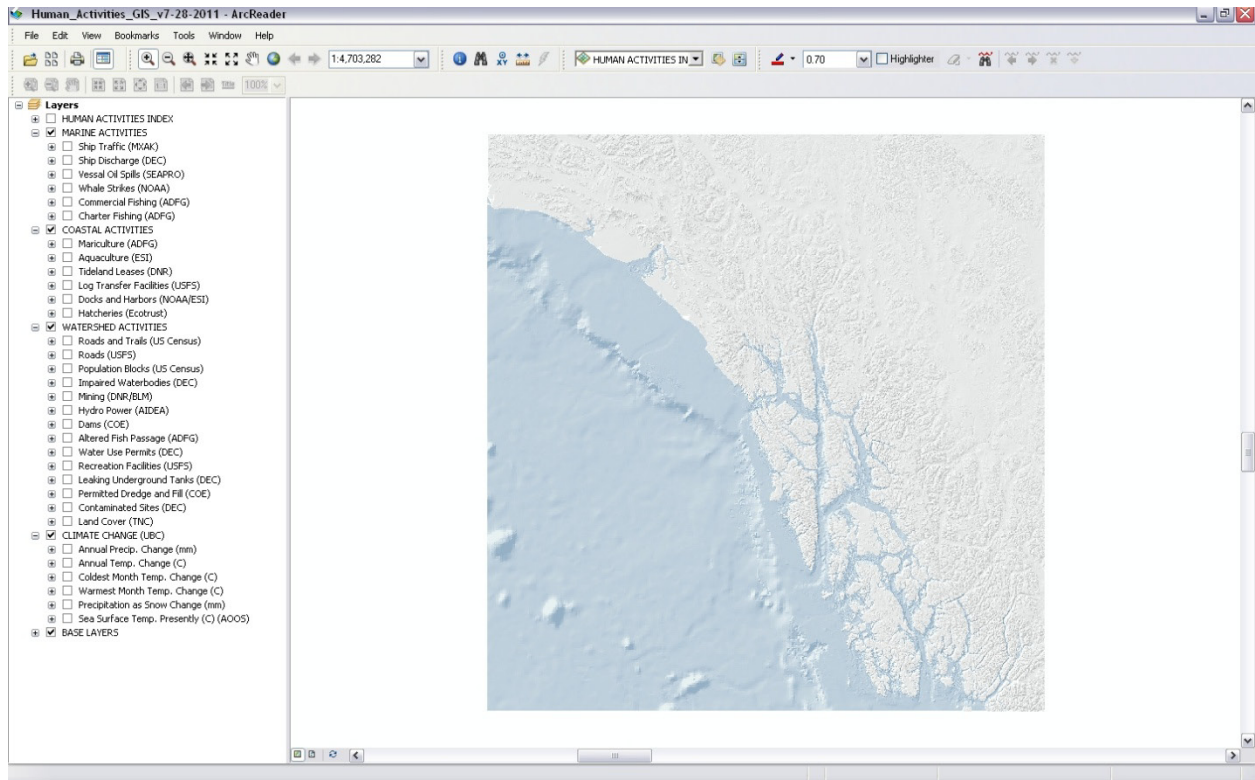 Human_Activities_GIS_v7-28-2011 - ArcReader
File Edit View Bookmarks Tools Window Help
1:4,703,282 HUMAN ACTIVITIES IN 0.70 Highlighter
100%
Layers
HUMAN ACTIVITIES INDEX
MARINE ACTIVITIES
Ship Traffic (MXAK)
Ship Discharge (DEC)
Vessal Oil Spills (SEAPRO)
Whale Strikes (NOAA)
Commercial Fishing (ADFG)
Charter Fishing (ADFG)
COASTAL ACTIVITIES
Mariculture (ADFG)
Aquaculture (ESI)
Tideland Leases (DNR)
Log Transfer Facilities (USFS)
Docks and Harbors (NOAA/ESI)
Hatcheries (Ecotrust)
WATERSHED ACTIVITIES
Roads and Trails (US Census)
Roads (USFS)
Population Blocks (US Census)
Impaired Waterbodies (DEC)
Mining (DNR/BLM)
Hydro Power (AIDEA)
Dams (COE)
Altered Fish Passage (ADFG)
Water Use Permits (DEC)
Recreation Facilities (USFS)
Leaking Underground Tanks (DEC)
Permitted Dredge and Fill (COE)
Contaminated Sites (DEC)
Land Cover (TNC)
CLIMATE CHANGE (UBC)
Annual Precip. Change (mm)
Annual Temp. Change (C)
Coldest Month Temp. Change (C)
Warmest Month Temp. Change (C)
Precipitation as Snow Change (mm)
Sea Surface Temp. Presently (C) (AOOS)
BASE LAYERS